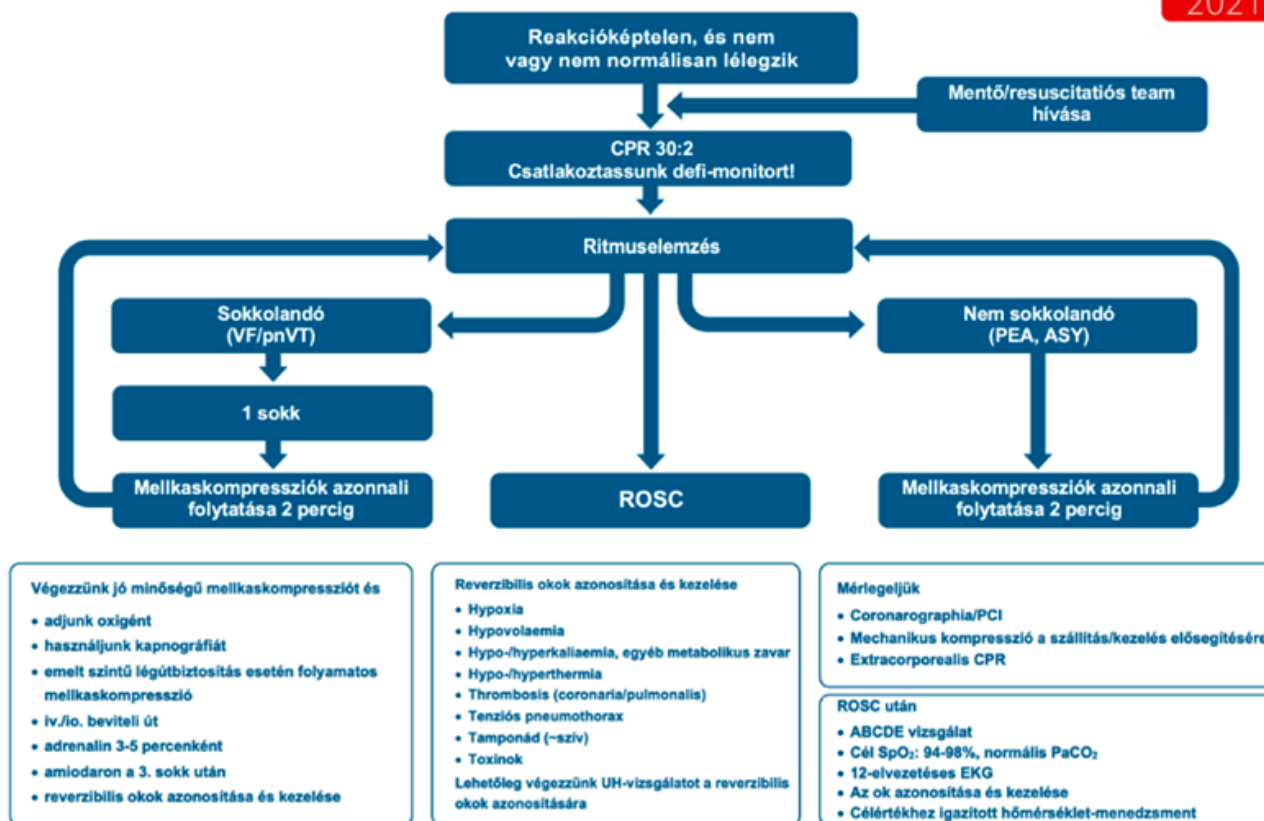 2021
Reakcióképtelen, és nem
vagy nem normálisan lélegzik
Mentő/resuscitatiós team
hívása
CPR 30:2
Csatlakoztassunk defi-monitort!
Ritmuselemzés
Sokkolandó
(VF/pnVT)
Nem sokkolandó
(PEA, ASY)
1 sokk
Mellkaskompressziók azonnali
folytatása 2 percig
ROSC
Mellkaskompressziók azonnali
folytatása 2 percig
Végezzünk jó minőségű mellkaskompressziót és
• adjunk oxigént
• használjunk kapnográfiát
• emelt szintű légútbiztosítás esetén folyamatos
mellkaskompresszió
• iv./io. beviteli út
• adrenalin 3-5 percenként
• amiodaron a 3. sokk után
• reverzibilis okok azonosítása és kezelése
Reverzibilis okok azonosítása és kezelése
• Hypoxia
• Hypovolaemia
• Hypo-/hyperkaliaemia, egyéb metabolikus zavar
• Hypo-/hyperthermia
• Thrombosis (coronaria/pulmonalis)
• Tenziós pneumothorax
• Tamponád (~szív)
• Toxinok
Lehetőleg végezzünk UH-vizsgálatot a reverzibilis
okok azonosítására
Mérlegeljük
• Coronarographia/PCI
• Mechanikus kompresszió a szállítás/kezelés elősegítésére
• Extracorporealis CPR
ROSC után
• ABCDE vizsgálat
• Cél SpO₂: 94-98%, normális PaCO₂
• 12-elvezetéses EKG
• Az ok azonosítása és kezelése
• Célértékhez igazított hőmérséklet-menedzsment